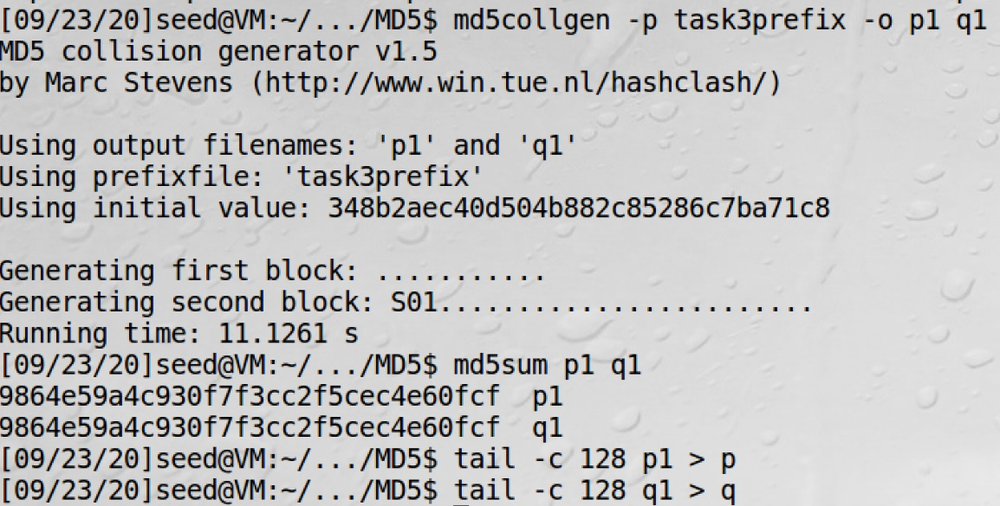 [09/23/20]seed@VM:~/.../MD5$ md5collgen -p task3prefix -o p1 q1
MD5 collision generator v1.5
by Marc Stevens (http://www.win.tue.nl/hashclash/)
Using output filenames: 'p1' and 'q1'
Using prefixfile: 'task3prefix'
Using initial value: 348b2aec40d504b882c85286c7ba71c8
Generating first block: ...........
Generating second block: S01........................
Running time: 11.1261 s
[09/23/20]seed@VM:~/.../MD5$ md5sum p1 q1
9864e59a4c930f7f3cc2f5cec4e60fcf  p1
9864e59a4c930f7f3cc2f5cec4e60fcf  q1
[09/23/20]seed@VM:~/.../MD5$ tail -c 128 p1 > p
[09/23/20]seed@VM:~/.../MD5$ tail -c 128 q1 > q